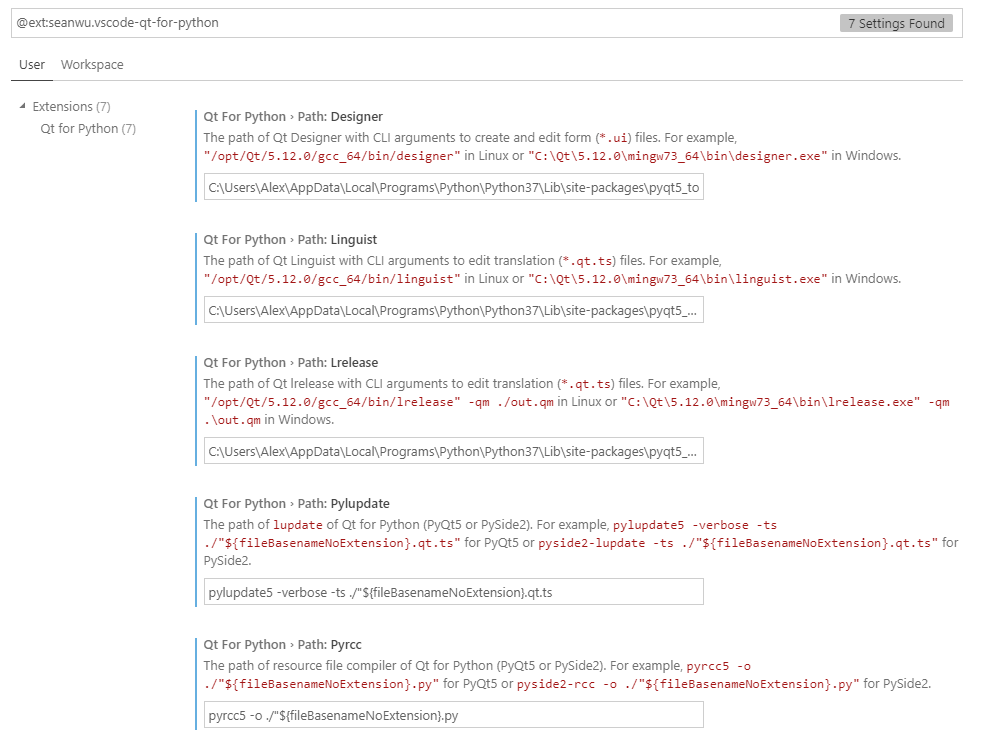 @ext:seanwu.vscode-qt-for-python
7 Settings Found
User Workspace
Extensions (7)
Qt for Python (7)
Qt For Python › Path: Designer
The path of Qt Designer with CLI arguments to create and edit form (*.ui) files. For example,
"/opt/Qt/5.12.0/gcc_64/bin/designer" in Linux or "C:\Qt\5.12.0\mingw73_64\bin\designer.exe" in Windows.
C:\Users\Alex\AppData\Local\Programs\Python\Python37\Lib\site-packages\pyqt5_to
Qt For Python › Path: Linguist
The path of Qt Linguist with CLI arguments to edit translation (*.qt.ts) files. For example,
"/opt/Qt/5.12.0/gcc_64/bin/linguist" in Linux or "C:\Qt\5.12.0\mingw73_64\bin\linguist.exe" in Windows.
C:\Users\Alex\AppData\Local\Programs\Python\Python37\Lib\site-packages\pyqt5_...
Qt For Python › Path: Lrelease
The path of Qt lrelease with CLI arguments to edit translation (*.qt.ts) files. For example,
"/opt/Qt/5.12.0/gcc_64/bin/lrelease" -qm ./out.qm in Linux or "C:\Qt\5.12.0\mingw73_64\bin\lrelease.exe" -qm
.\out.qm in Windows.
C:\Users\Alex\AppData\Local\Programs\Python\Python37\Lib\site-packages\pyqt5_...
Qt For Python › Path: Pylupdate
The path of lupdate of Qt for Python (PyQt5 or PySide2). For example, pylupdate5 -verbose -ts
./"${fileBasenameNoExtension}.qt.ts" for PyQt5 or pyside2-lupdate -ts ./"${fileBasenameNoExtension}.qt.ts" for
PySide2.
pylupdate5 -verbose -ts ./"${fileBasenameNoExtension}.qt.ts
Qt For Python › Path: Pyrcc
The path of resource file compiler of Qt for Python (PyQt5 or PySide2). For example, pyrcc5 -o
./"${fileBasenameNoExtension}.py" for PyQt5 or pyside2-rcc -o ./"${fileBasenameNoExtension}.py" for PySide2.
pyrcc5 -o ./"${fileBasenameNoExtension}.py